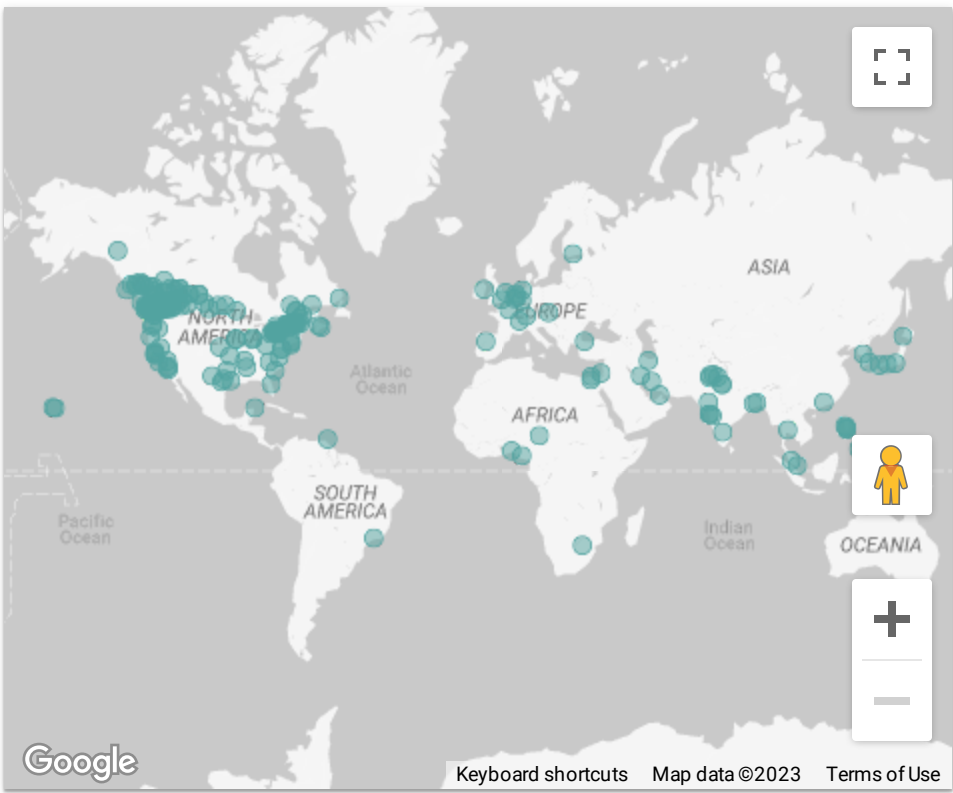 ASIA
EUROPE
NORTH
AMERICA
Atlantic
Ocean
AFRICA
SOUTH
AMERICA
Pacific
Ocean
Indian
Ocean
OCEANIA
Google
Keyboard shortcuts
Map data ©2023
Terms of Use